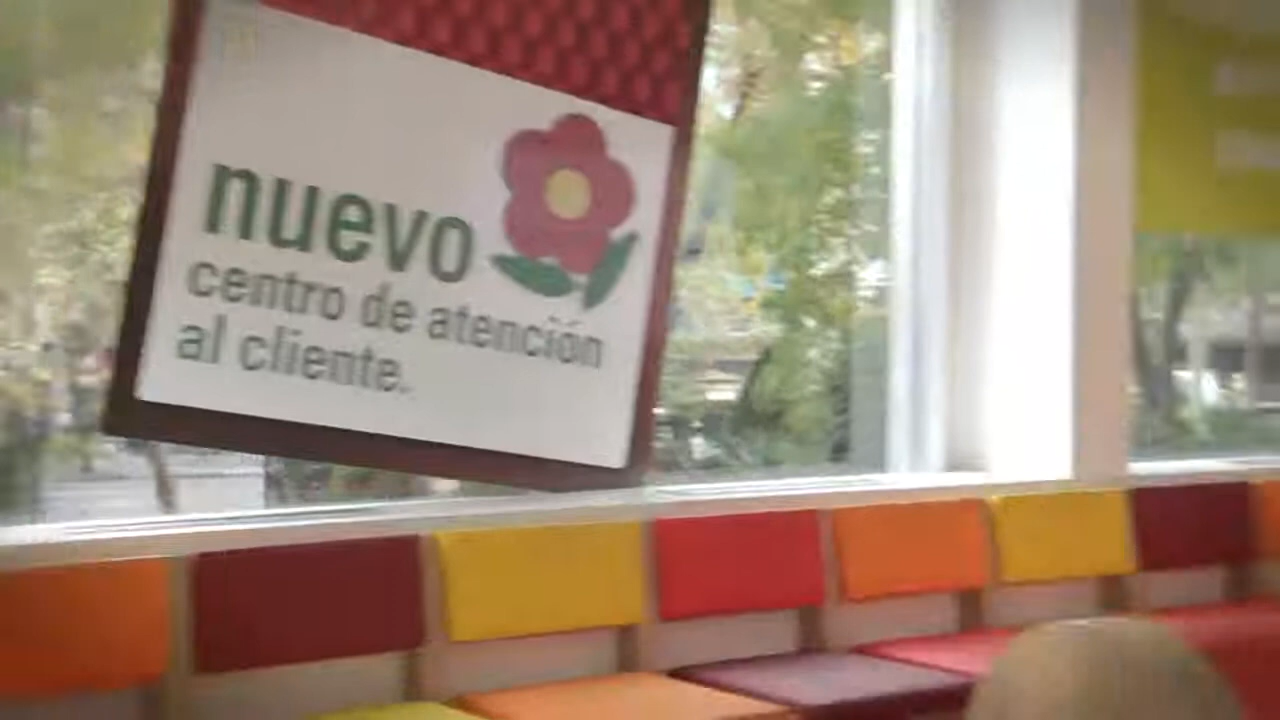 nuevo
centro de atención
al cliente.